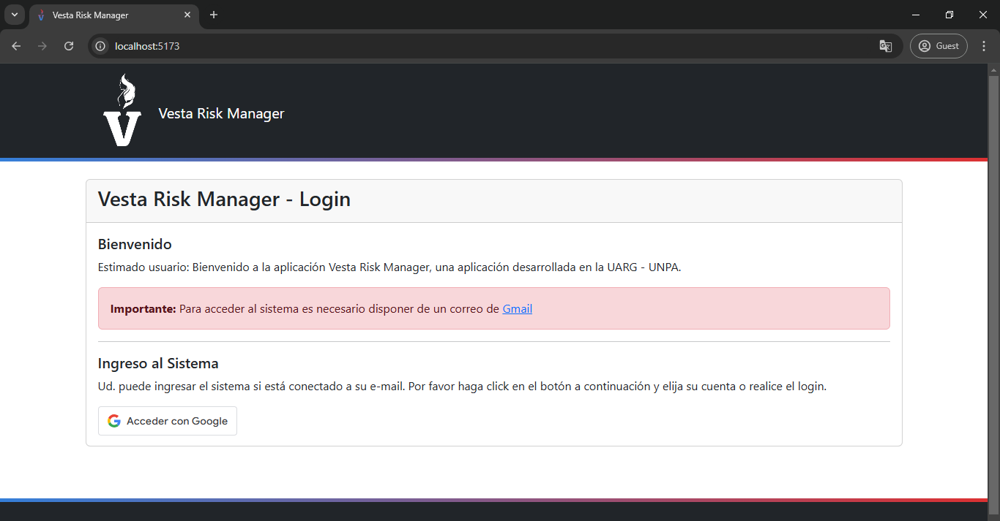 Vesta Risk Manager
localhost:5173
Guest
V
Vesta Risk Manager
Vesta Risk Manager - Login
Bienvenido
Estimado usuario: Bienvenido a la aplicación Vesta Risk Manager, una aplicación desarrollada en la UARG - UNPA.
Importante: Para acceder al sistema es necesario disponer de un correo de Gmail
Ingreso al Sistema
Ud. puede ingresar el sistema si está conectado a su e-mail. Por favor haga click en el botón a continuación y elija su cuenta o realice el login.
Acceder con Google